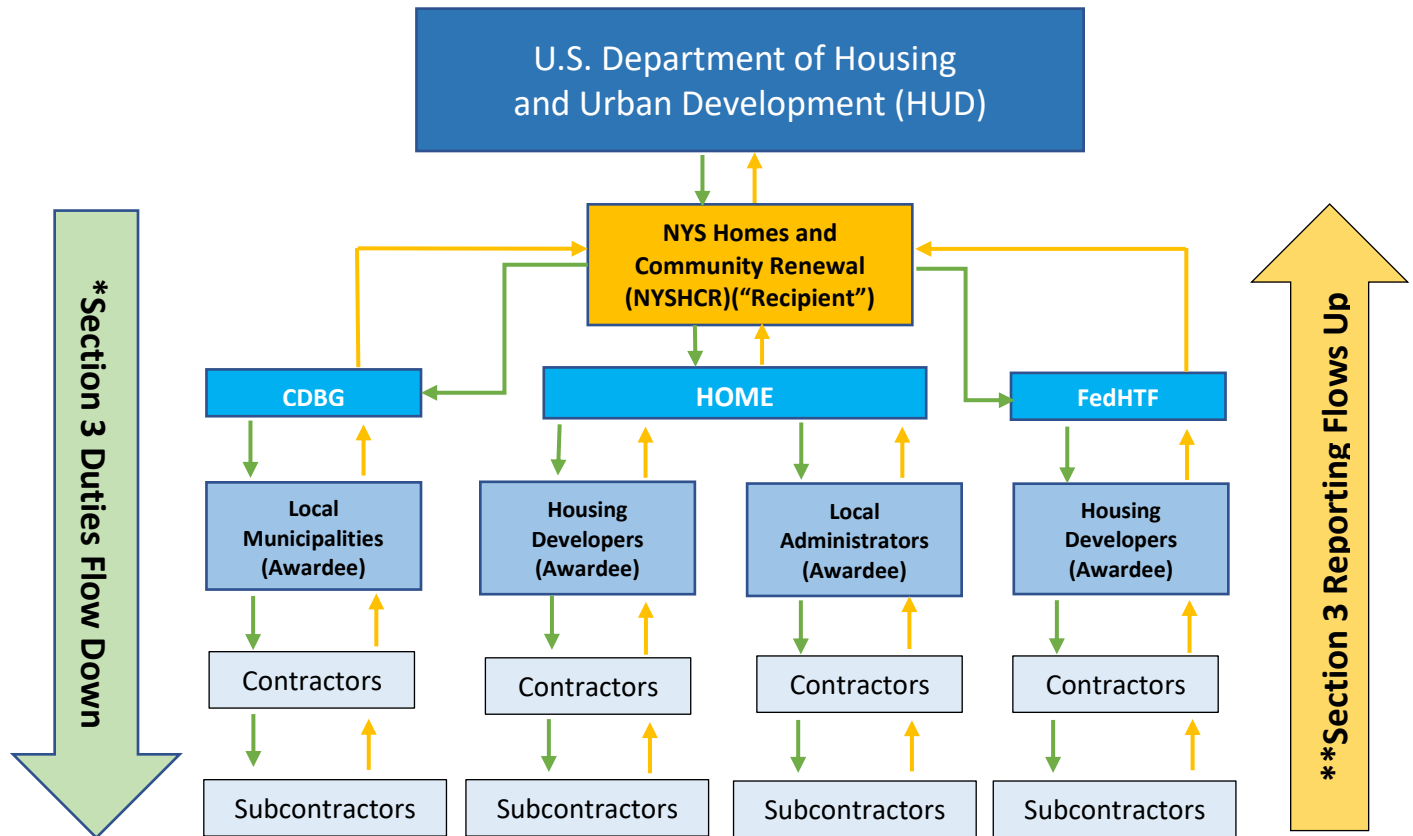 U.S. Department of Housing
and Urban Development (HUD)
NYS Homes and
Community Renewal
(NYSHCR)(“Recipient”)
*Section 3 Duties Flow Down
**Section 3 Reporting Flows Up
CDBG
HOME
FedHTF
Local
Municipalities
(Awardee)
Housing
Developers
(Awardee)
Local
Administrators
(Awardee)
Housing
Developers
(Awardee)
Contractors
Contractors
Contractors
Contractors
Subcontractors
Subcontractors
Subcontractors
Subcontractors